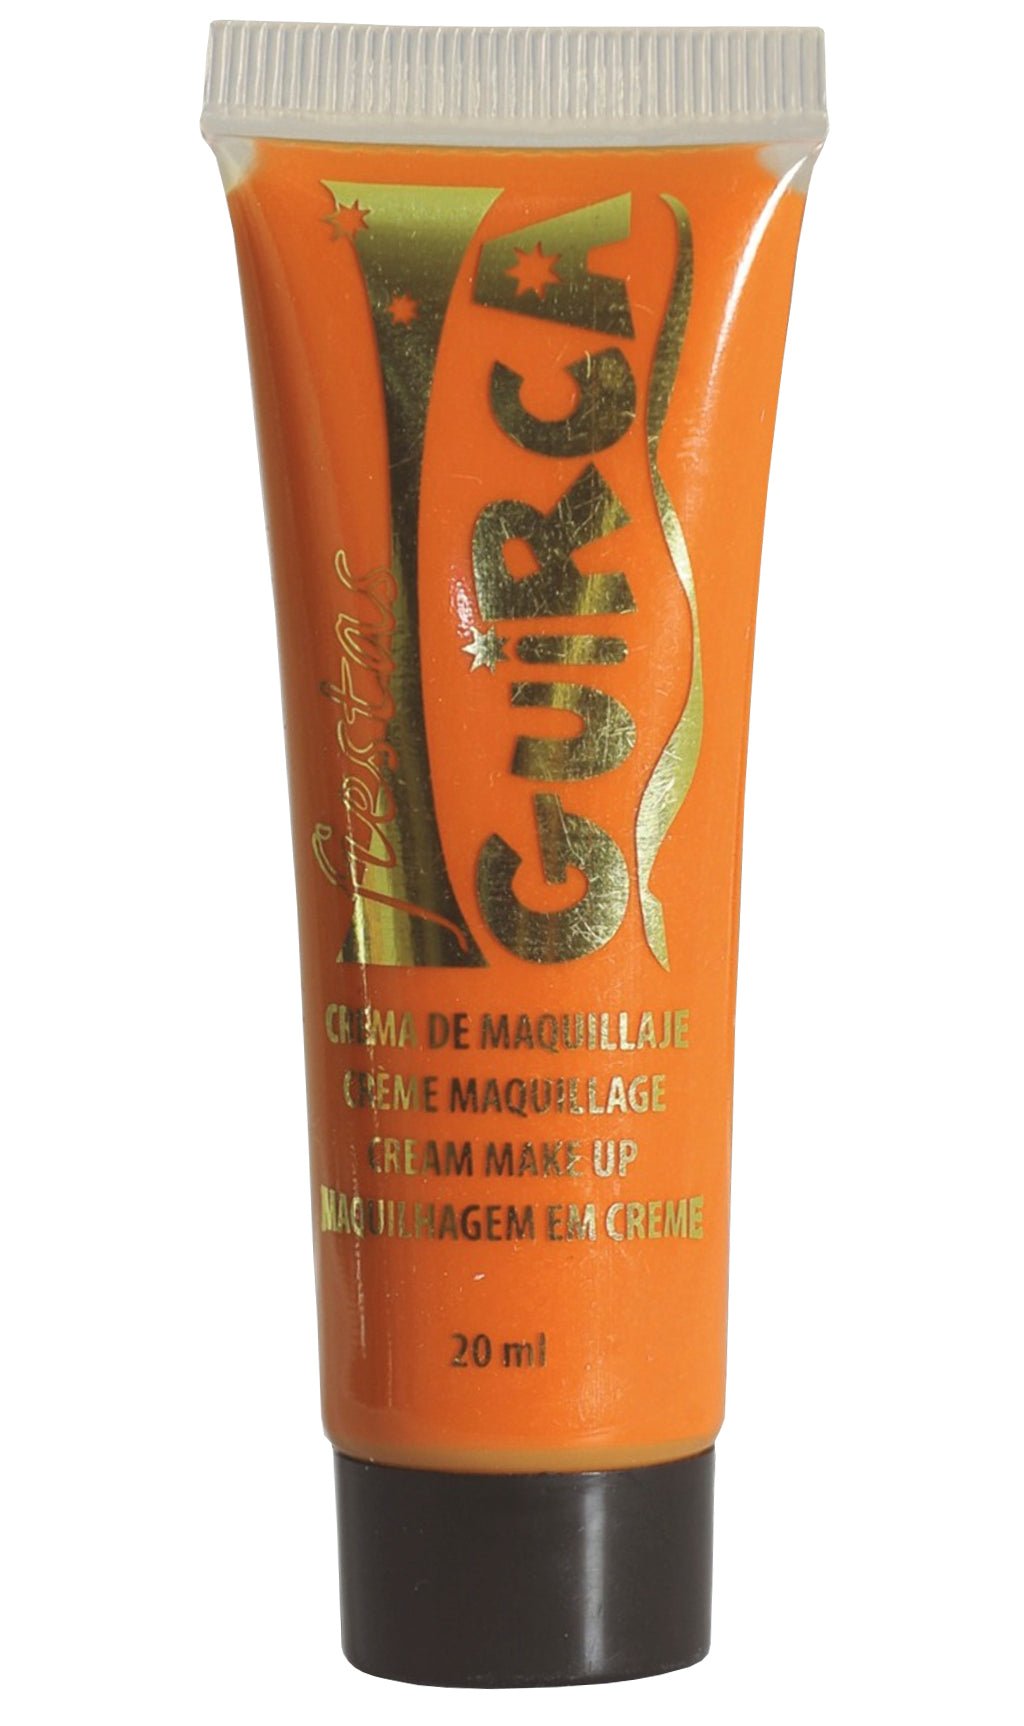 fiestas
GUIRCA
CREMA DE MAQUILLAJE
CRÈME MAQUILLAGE
CREAM MAKE UP
MAQUILHAGEM EM CREME
20 ml